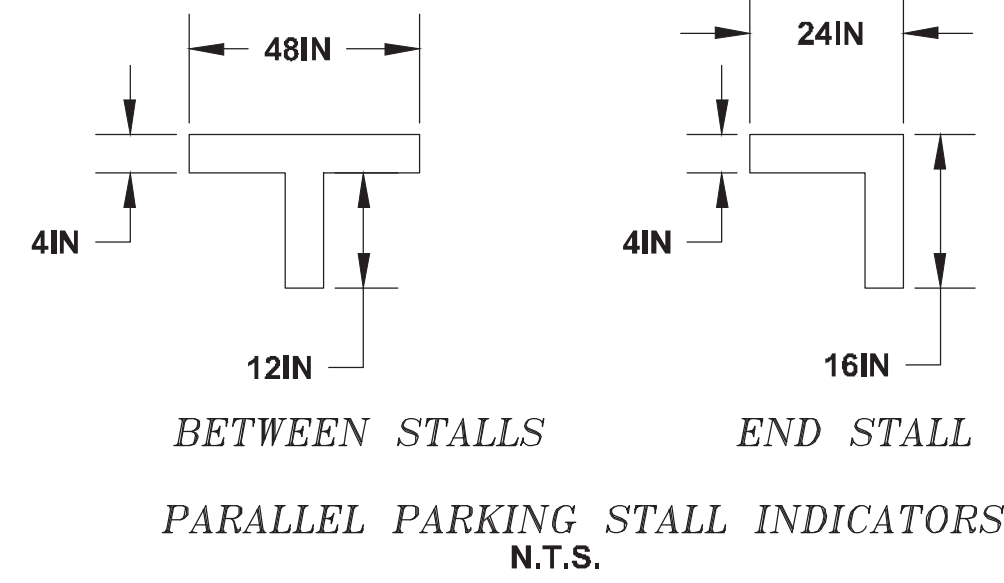 48IN
24IN
4IN
4IN
12IN
16IN
BETWEEN STALLS
END STALL
PARALLEL PARKING STALL INDICATORS
N.T.S.